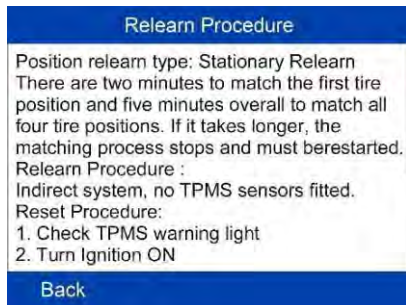 Relearn Procedure
Position relearn type: Stationary Relearn
There are two minutes to match the first tire
position and five minutes overall to match all
four tire positions. If it takes longer, the
matching process stops and must berestarted.
Relearn Procedure :
Indirect system, no TPMS sensors fitted.
Reset Procedure:
1. Check TPMS warning light
2. Turn Ignition ON
Back